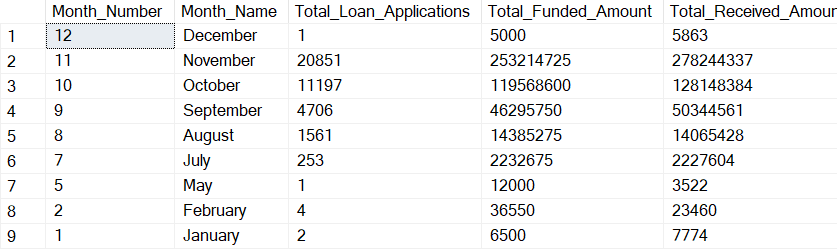 Month_Number Month_Name Total_Loan_Applications Total_Funded_Amount Total_Received_Amoun
1 12 December 1 5000 5863
2 11 November 20851 253214725 278244337
3 10 October 11197 119568600 128148384
4 9 September 4706 46295750 50344561
5 8 August 1561 14385275 14065428
6 7 July 253 2232675 2227604
7 5 May 1 12000 3522
8 2 February 4 36550 23460
9 1 January 2 6500 7774